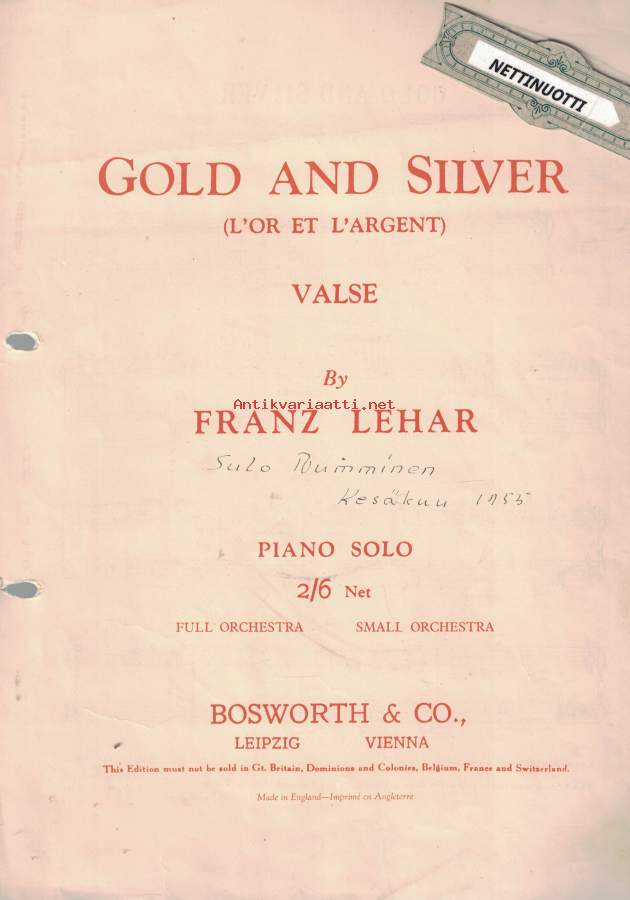 NETTINUOTTI
GOLD AND SILVER
(L'OR ET L'ARGENT)
VALSE
By
Antikvariaatti.net
FRANZ LEHAR
Sulo Numminen
Kesäkuu 1955
PIANO SOLO
2/6 Net
FULL ORCHESTRA SMALL ORCHESTRA
BOSWORTH & CO.,
LEIPZIG VIENNA
This Edition must not be sold in Gt. Britain, Dominions and Colonies, Belgium, France and Switzerland.
Made in England—Imprimé en Angleterre